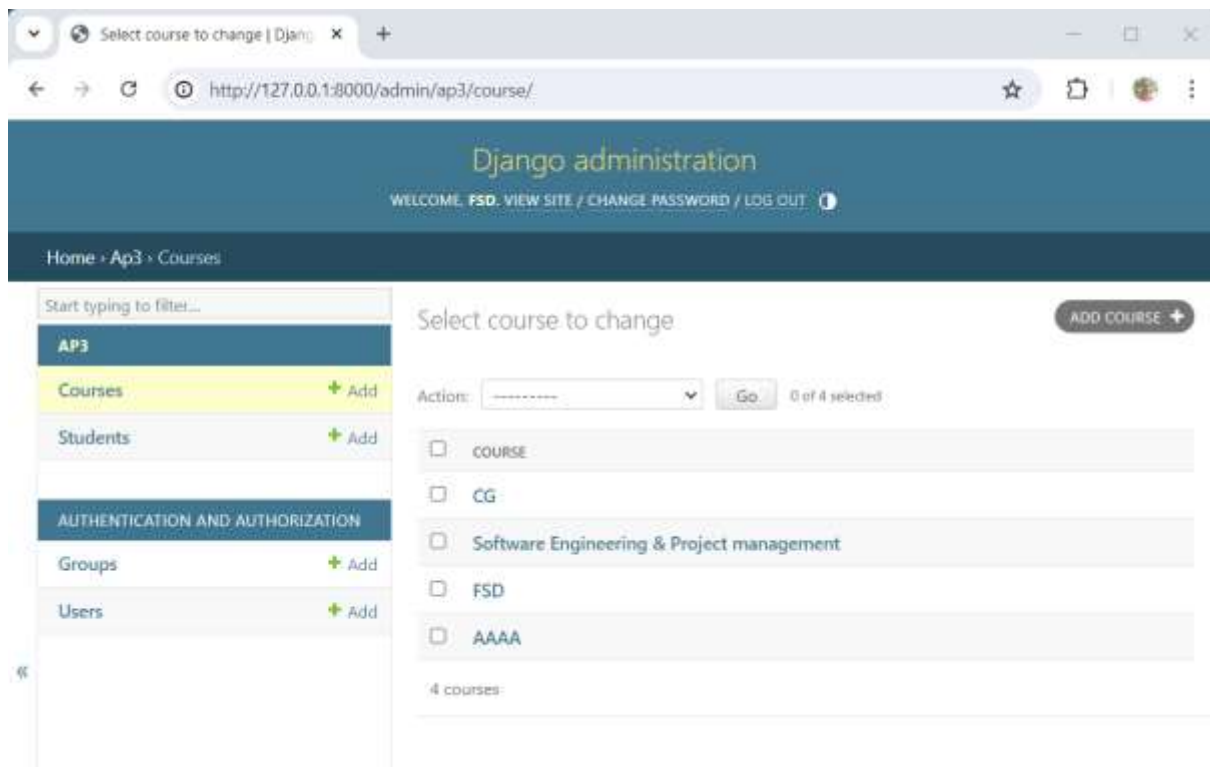 Select course to change | Djang
http://127.0.0.1:8000/admin/ap3/course/
Django administration
WELCOME, FSD. VIEW SITE / CHANGE PASSWORD / LOG OUT
Home › Ap3 › Courses
Start typing to filter...
AP3
Courses + Add
Students + Add
AUTHENTICATION AND AUTHORIZATION
Groups + Add
Users + Add
«
Select course to change
ADD COURSE +
Action: --------- Go 0 of 4 selected
COURSE
CG
Software Engineering & Project management
FSD
AAAA
4 courses